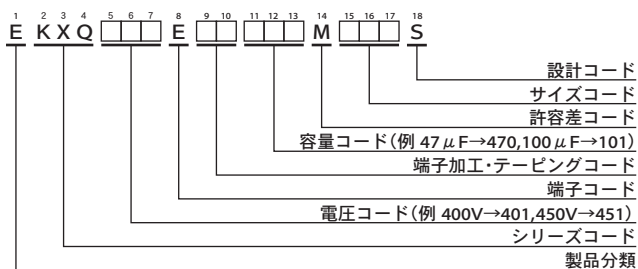 1 2 3 4 5 6 7 8 9 10 11 12 13 14 15 16 17 18
E K X Q E M S
設計コード
サイズコード
許容差コード
容量コード(例 47μF→470,100μF→101)
端子加工・テーピングコード
端子コード
電圧コード(例 400V→401,450V→451)
シリーズコード
製品分類